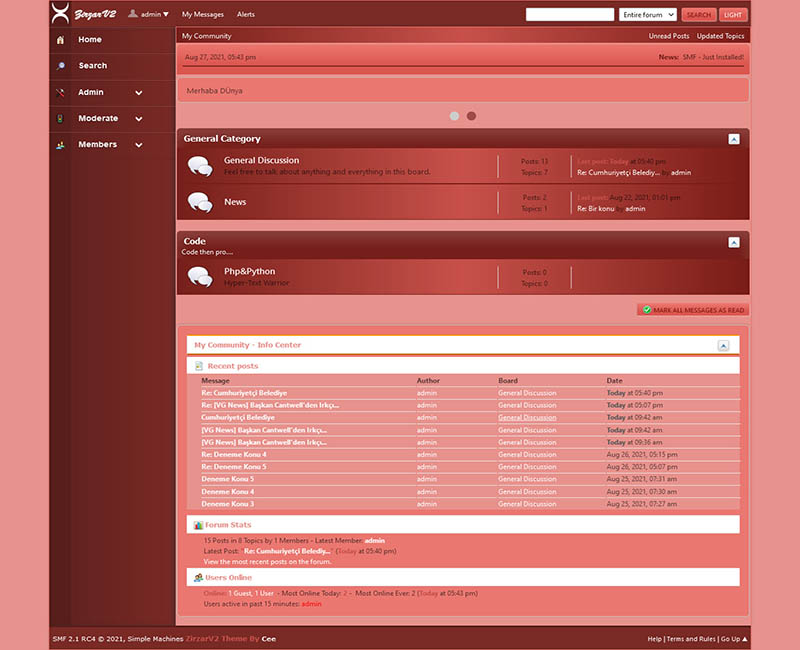 ZirzarV2 admin ▼ My Messages Alerts Entire forum SEARCH LIGHT
Home
Search
Admin
Moderate
Members
My Community Unread Posts Updated Topics
Aug 27, 2021, 05:43 pm News: SMF - Just Installed!
Merhaba DÜnya
General Category
General Discussion Posts: 13 Last post: Today at 05:40 pm
Feel free to talk about anything and everything in this board. Topics: 7 Re: Cumhuriyetçi Belediy... by admin
News Posts: 2 Last post: Aug 22, 2021, 01:01 pm
Topics: 1 Re: Bir konu by admin
Code
Code then pro....
Php&Python Posts: 0
Hyper-Text Warrior Topics: 0
MARK ALL MESSAGES AS READ
My Community - Info Center
Recent posts
Message Author Board Date
Re: Cumhuriyetçi Belediye admin General Discussion Today at 05:40 pm
Re: [VG News] Başkan Cantwell'den Irkçı... admin General Discussion Today at 05:07 pm
Cumhuriyetçi Belediye admin General Discussion Today at 09:42 am
[VG News] Başkan Cantwell'den Irkçı... admin General Discussion Today at 09:42 am
[VG News] Başkan Cantwell'den Irkçı... admin General Discussion Today at 09:36 am
Re: Deneme Konu 4 admin General Discussion Aug 26, 2021, 05:15 pm
Re: Deneme Konu 5 admin General Discussion Aug 26, 2021, 05:07 pm
Deneme Konu 5 admin General Discussion Aug 25, 2021, 07:31 am
Deneme Konu 4 admin General Discussion Aug 25, 2021, 07:30 am
Deneme Konu 3 admin General Discussion Aug 25, 2021, 07:27 am
Forum Stats
15 Posts in 8 Topics by 1 Members - Latest Member: admin
Latest Post: "Re: Cumhuriyetçi Belediy..." (Today at 05:40 pm)
View the most recent posts on the forum.
Users Online
Online: 1 Guest, 1 User - Most Online Today: 2 - Most Online Ever: 2 (Today at 05:43 pm)
Users active in past 15 minutes: admin
SMF 2.1 RC4 © 2021, Simple Machines ZirzarV2 Theme By Cee Help | Terms and Rules | Go Up ▲